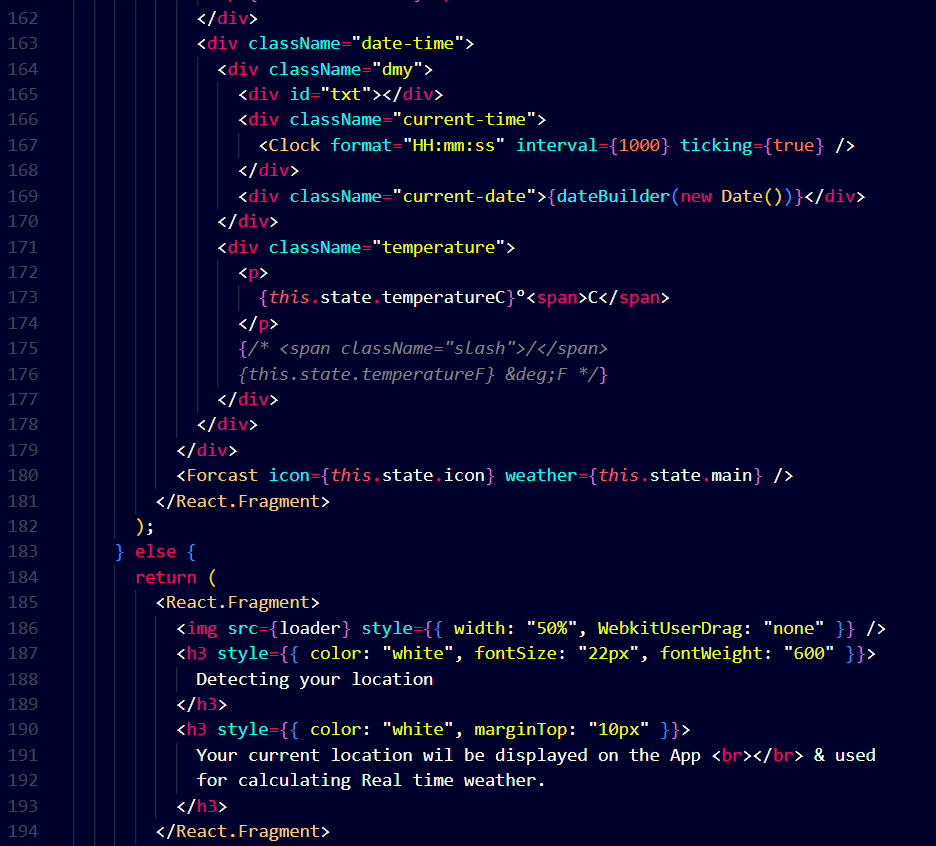 162 </div>
163 <div className="date-time">
164 <div className="dmy">
165 <div id="txt"></div>
166 <div className="current-time">
167 <Clock format="HH:mm:ss" interval={1000} ticking={true} />
168 </div>
169 <div className="current-date">{dateBuilder(new Date())}</div>
170 </div>
171 <div className="temperature">
172 <p>
173 {this.state.temperatureC}°<span>C</span>
174 </p>
175 {/* <span className="slash">/</span>
176 {this.state.temperatureF} &deg;F */}
177 </div>
178 </div>
179 </div>
180 <Forcast icon={this.state.icon} weather={this.state.main} />
181 </React.Fragment>
182 );
183 } else {
184 return (
185 <React.Fragment>
186 <img src={loader} style={{ width: "50%", WebkitUserDrag: "none" }} />
187 <h3 style={{ color: "white", fontSize: "22px", fontWeight: "600" }}>
188 Detecting your location
189 </h3>
190 <h3 style={{ color: "white", marginTop: "10px" }}>
191 Your current location wil be displayed on the App <br></br> & used
192 for calculating Real time weather.
193 </h3>
194 </React.Fragment>